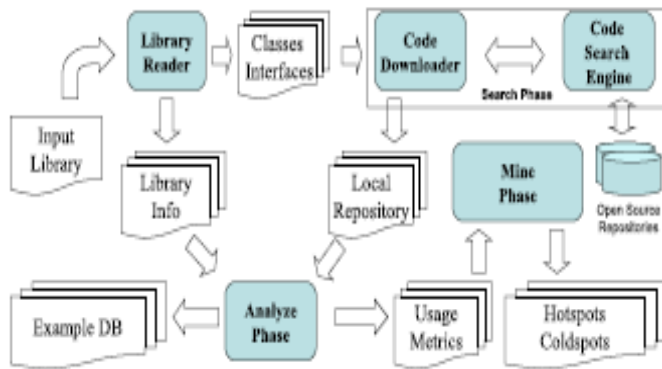 Library
Reader
Classes
Interfaces
Code
Downloader
Code
Search
Engine
Search Phase
Input
Library
Library
Info
Local
Repository
Mine
Phase
Open Source
Repositories
Example DB
Analyze
Phase
Usage
Metrics
Hotspots
Coldspots